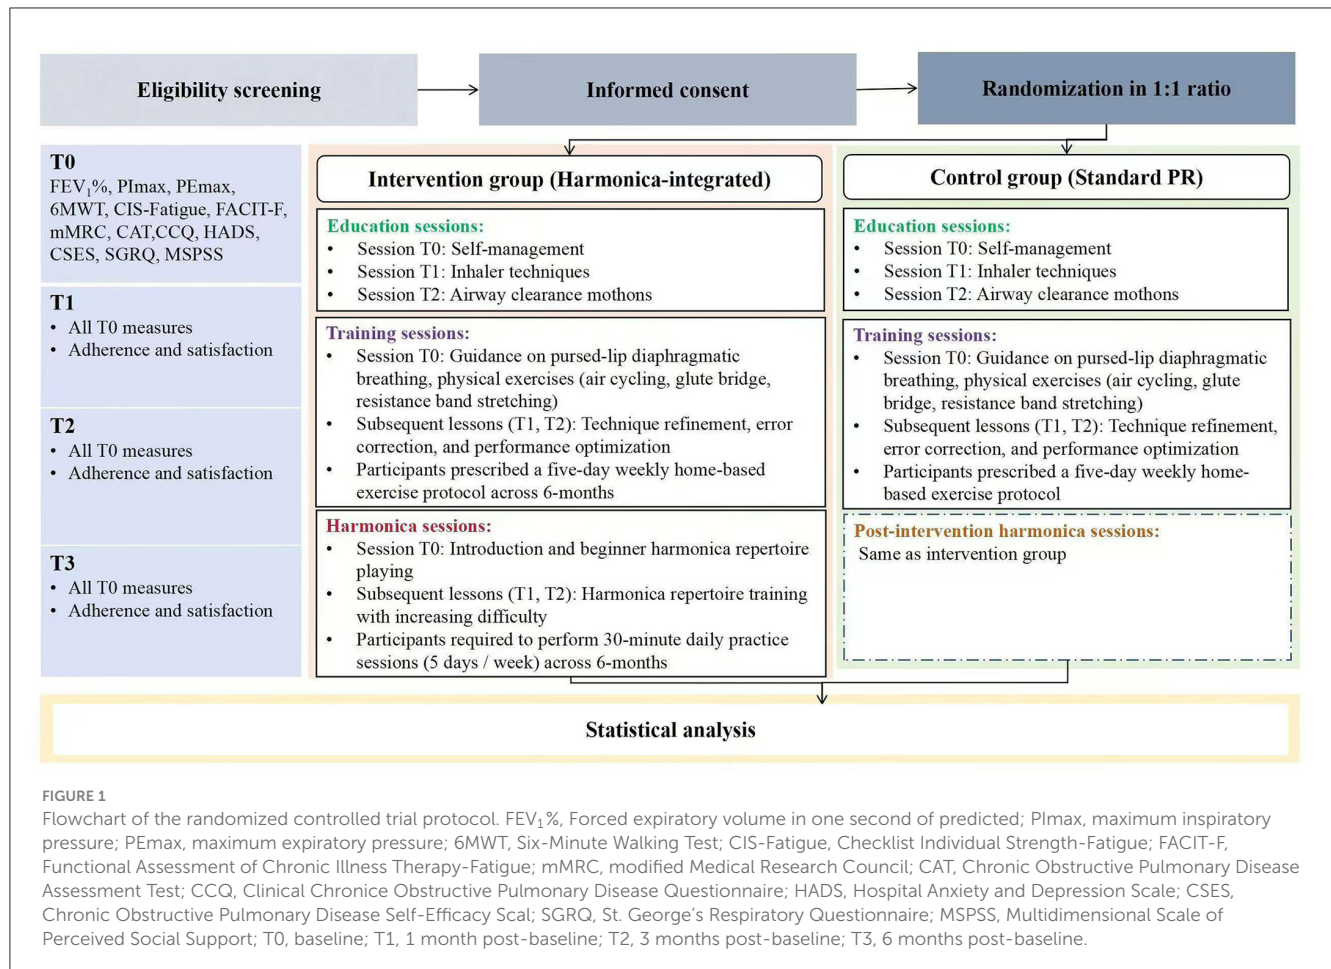 Eligibility screening
Informed consent
Randomization in 1:1 ratio
T0
FEV₁%, PImax, PEmax,
6MWT, CIS-Fatigue, FACIT-F,
mMRC, CAT,CCQ, HADS,
CSES, SGRQ, MSPSS
T1
• All T0 measures
• Adherence and satisfaction
T2
• All T0 measures
• Adherence and satisfaction
T3
• All T0 measures
• Adherence and satisfaction
Intervention group (Harmonica-integrated)
Education sessions:
• Session T0: Self-management
• Session T1: Inhaler techniques
• Session T2: Airway clearance mothons
Training sessions:
• Session T0: Guidance on pursed-lip diaphragmatic
breathing, physical exercises (air cycling, glute bridge,
resistance band stretching)
• Subsequent lessons (T1, T2): Technique refinement, error
correction, and performance optimization
• Participants prescribed a five-day weekly home-based
exercise protocol across 6-months
Harmonica sessions:
• Session T0: Introduction and beginner harmonica repertoire
playing
• Subsequent lessons (T1, T2): Harmonica repertoire training
with increasing difficulty
• Participants required to perform 30-minute daily practice
sessions (5 days / week) across 6-months
Control group (Standard PR)
Education sessions:
• Session T0: Self-management
• Session T1: Inhaler techniques
• Session T2: Airway clearance mothons
Training sessions:
• Session T0: Guidance on pursed-lip diaphragmatic
breathing, physical exercises (air cycling, glute
bridge, resistance band stretching)
• Subsequent lessons (T1, T2): Technique refinement,
error correction, and performance optimization
• Participants prescribed a five-day weekly home-
based exercise protocol
Post-intervention harmonica sessions:
Same as intervention group
Statistical analysis
FIGURE 1
Flowchart of the randomized controlled trial protocol. FEV₁%, Forced expiratory volume in one second of predicted; PImax, maximum inspiratory
pressure; PEmax, maximum expiratory pressure; 6MWT, Six-Minute Walking Test; CIS-Fatigue, Checklist Individual Strength-Fatigue; FACIT-F,
Functional Assessment of Chronic Illness Therapy-Fatigue; mMRC, modified Medical Research Council; CAT, Chronic Obstructive Pulmonary Disease
Assessment Test; CCQ, Clinical Chronice Obstructive Pulmonary Disease Questionnaire; HADS, Hospital Anxiety and Depression Scale; CSES,
Chronic Obstructive Pulmonary Disease Self-Efficacy Scal; SGRQ, St. George's Respiratory Questionnaire; MSPSS, Multidimensional Scale of
Perceived Social Support; T0, baseline; T1, 1 month post-baseline; T2, 3 months post-baseline; T3, 6 months post-baseline.